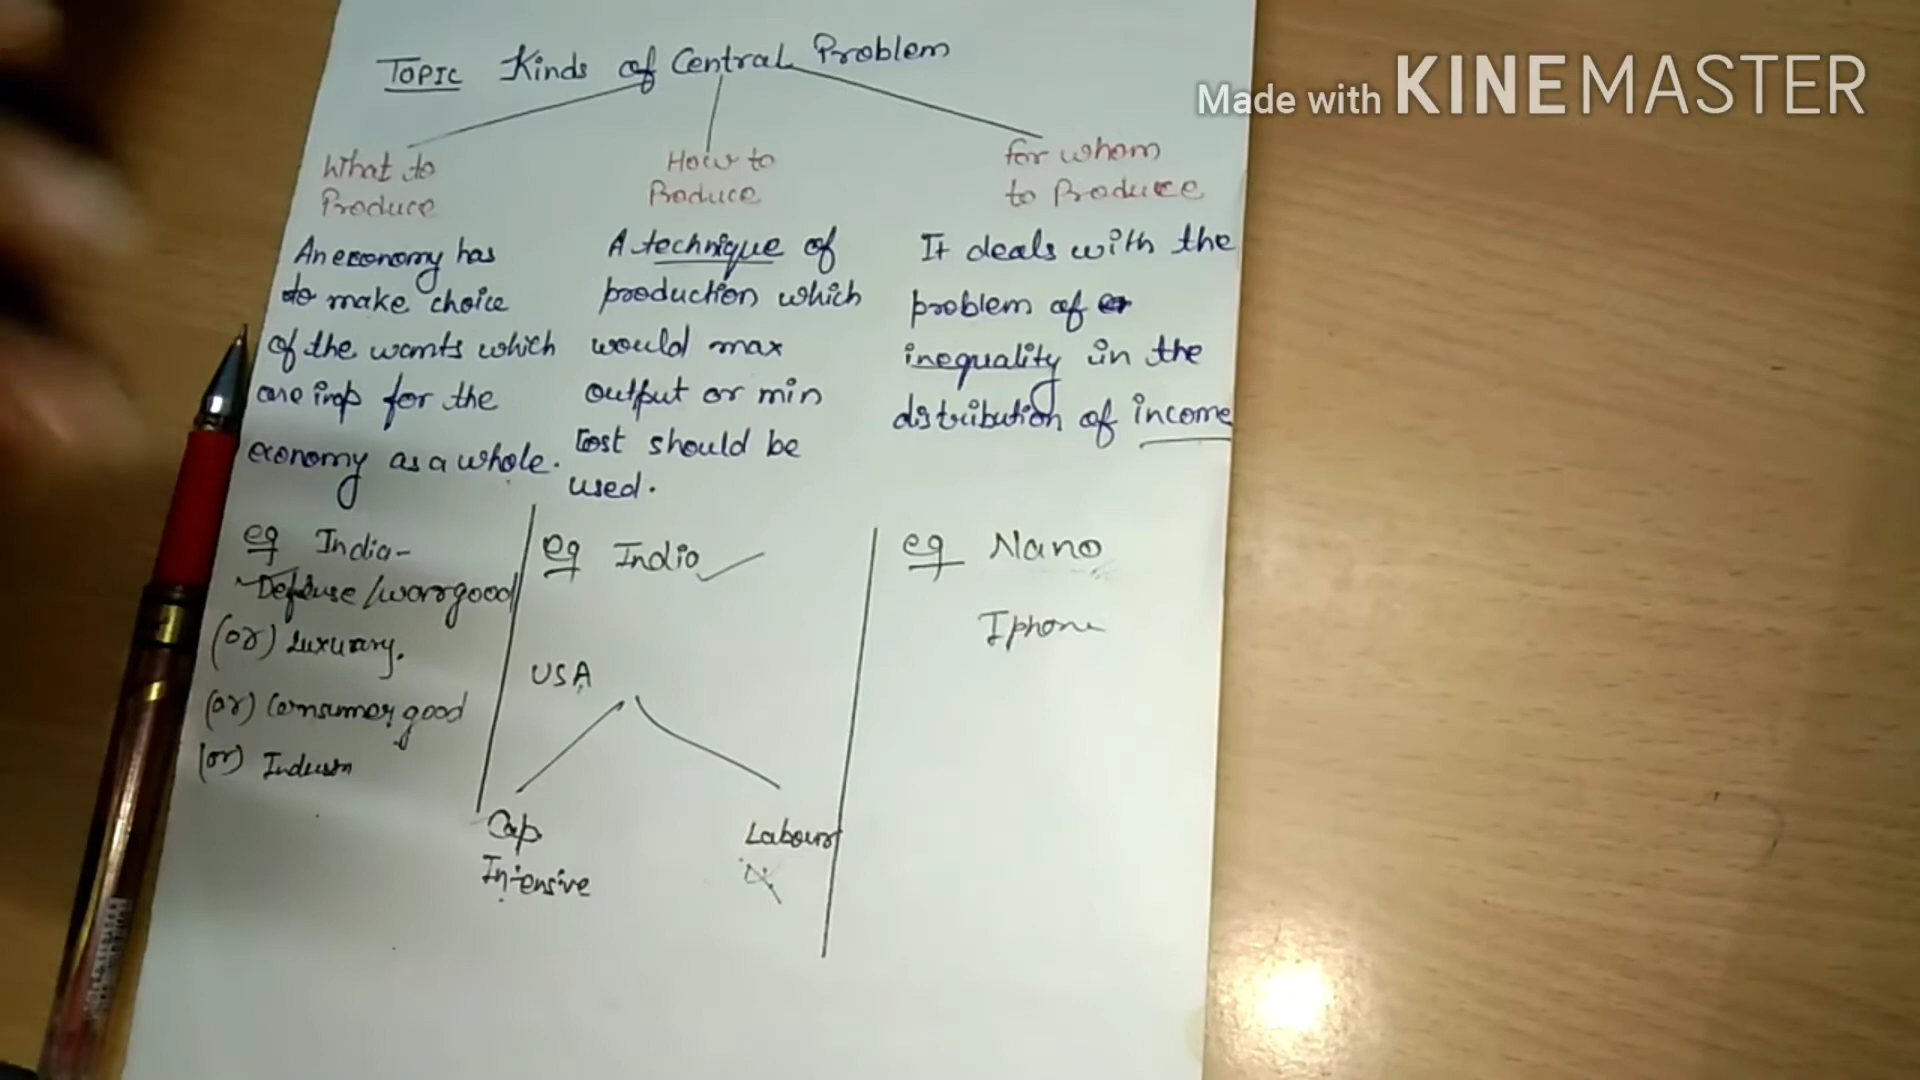 TOPIC Kinds of Central Problem
Made with KINEMASTER
What to
Produce
An economy has
to make choice
of the wants which
are imp for the
economy as a whole.
eg India-
Defense/war good
(or) Luxurary.
(or) Consumer good
(or)
How to
Produce
A technique of
production which
would max
output or min
Cost should be
used.
eg India
USA
Cap
Intensive
Labour
for whom
to Produce
It deals with the
problem of
inequality in the
distribution of income
eg Nano
Iphone